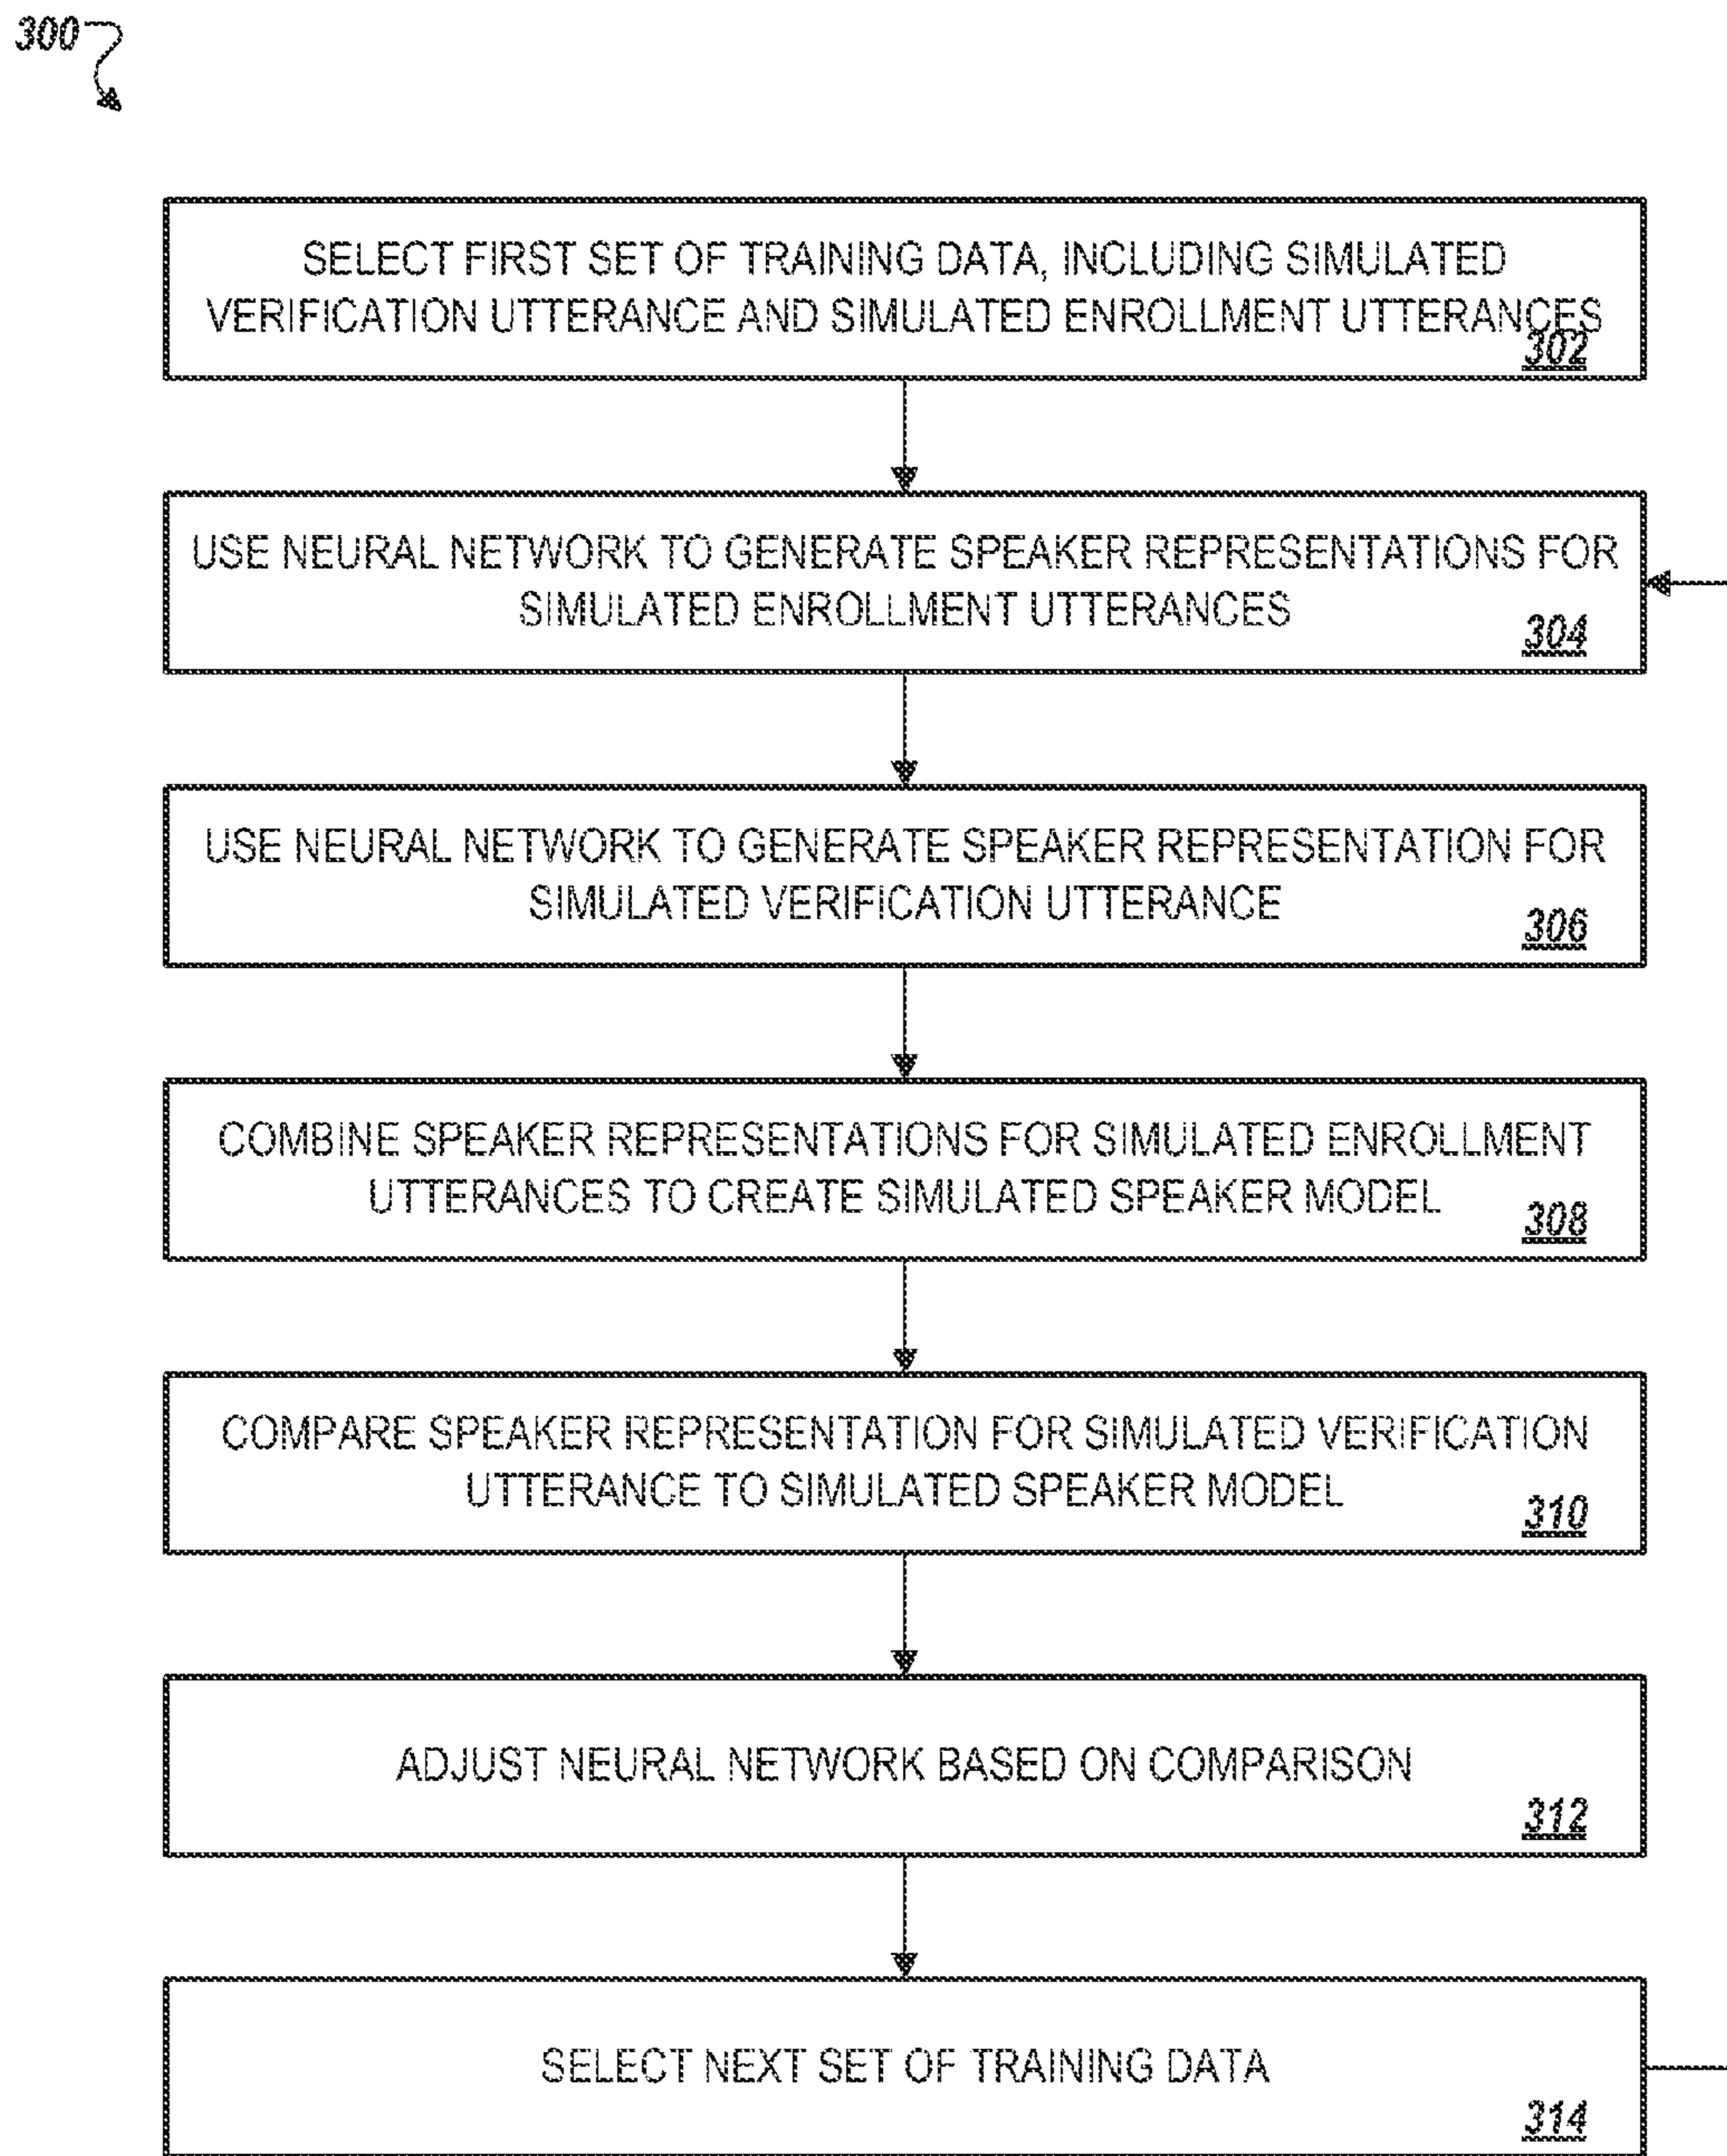 300
SELECT FIRST SET OF TRAINING DATA, INCLUDING SIMULATED
VERIFICATION UTTERANCE AND SIMULATED ENROLLMENT UTTERANCES
302
USE NEURAL NETWORK TO GENERATE SPEAKER REPRESENTATIONS FOR
SIMULATED ENROLLMENT UTTERANCES
304
USE NEURAL NETWORK TO GENERATE SPEAKER REPRESENTATION FOR
SIMULATED VERIFICATION UTTERANCE
306
COMBINE SPEAKER REPRESENTATIONS FOR SIMULATED ENROLLMENT
UTTERANCES TO CREATE SIMULATED SPEAKER MODEL
308
COMPARE SPEAKER REPRESENTATION FOR SIMULATED VERIFICATION
UTTERANCE TO SIMULATED SPEAKER MODEL
310
ADJUST NEURAL NETWORK BASED ON COMPARISON
312
SELECT NEXT SET OF TRAINING DATA
314